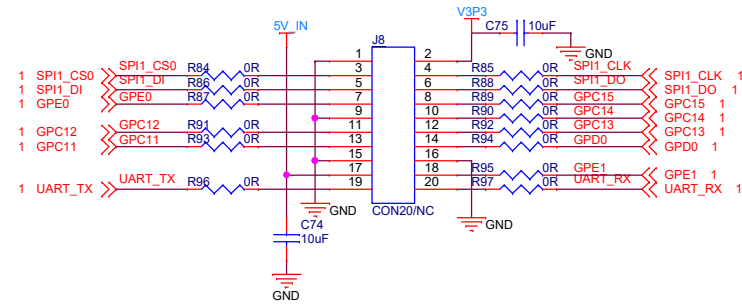 V3P3
5V_IN
C75 10uF
J8
GND
1 2
1 SPI1_CS0 SPI1_CS0 R84 0R 3 4 R85 0R SPI1_CLK SPI1_CLK 1
1 SPI1_DI SPI1_DI R86 0R 5 6 R88 0R SPI1_DO SPI1_DO 1
1 GPE0 GPE0 R87 0R 7 8 R89 0R GPC15 GPC15 1
9 10 R90 0R GPC14 GPC14 1
1 GPC12 GPC12 R91 0R 11 12 R92 0R GPC13 GPC13 1
1 GPC11 GPC11 R93 0R 13 14 R94 0R GPD0 GPD0 1
15 16
17 18 R95 0R GPE1 GPE1 1
1 UART_TX UART_TX R96 0R 19 20 R97 0R UART_RX UART_RX 1
GND
CON20/NC
GND
C74
10uF
GND